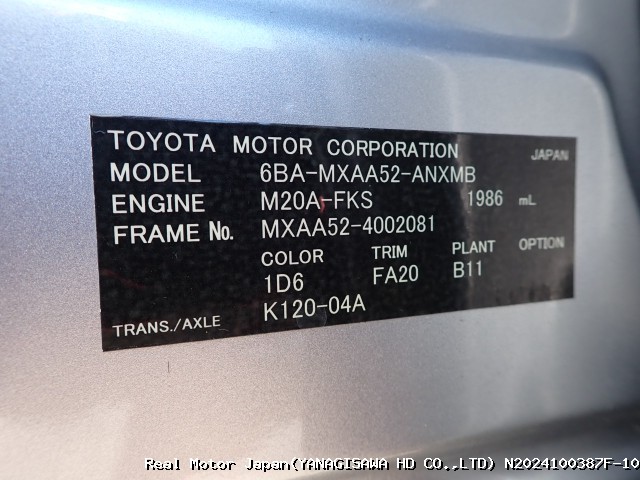 TOYOTA MOTOR CORPORATION JAPAN
MODEL 6BA-MXAA52-ANXMB
ENGINE M20A-FKS 1986 mL
FRAME No. MXAA52-4002081
COLOR TRIM PLANT OPTION
1D6 FA20 B11
TRANS./AXLE K120-04A
Real Motor Japan(YANAGISAWA HD CO.,LTD) N2024100387F-10